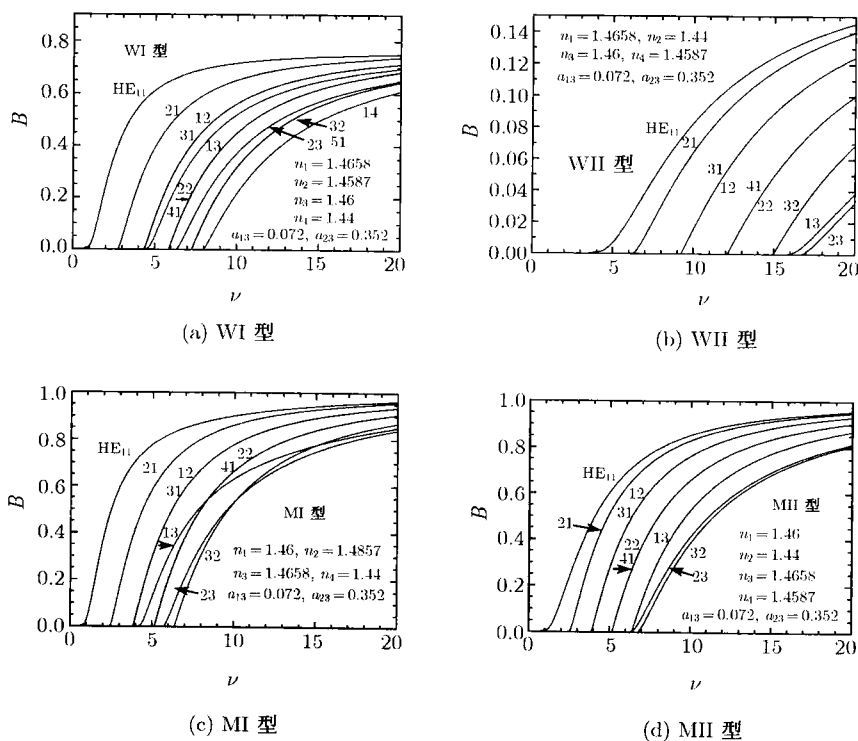 B
1.0
0.8
0.6
0.4
0.2
0.0
WI 型
HE₁₁
21
12
31
13
22
41
32
23 51
14
n₁=1.4658
n₂=1.4587
n₃=1.46
n₄=1.44
a₁₃=0.072, a₂₃=0.352
0 5 10 15 20
ν
(a) WI 型
B
0.14
0.12
0.10
0.08
0.06
0.04
0.02
0.00
n₁=1.4658, n₂=1.44
n₃=1.46, n₄=1.4587
a₁₃=0.072, a₂₃=0.352
HE₁₁
21
WII 型
31
12
41
22
32
13
23
0 5 10 15 20
ν
(b) WII 型
B
1.0
0.8
0.6
0.4
0.2
0.0
HE₁₁
21
12
31
22
41
13
32
23
MI 型
n₁=1.46, n₂=1.4857
n₃=1.4658, n₄=1.44
a₁₃=0.072, a₂₃=0.352
0 5 10 15 20
ν
(c) MI 型
B
1.0
0.8
0.6
0.4
0.2
0.0
HE₁₁
21
12
31
22
41
13
32
23
MII 型
n₁=1.46
n₂=1.44
n₃=1.4658
n₄=1.4587
a₁₃=0.072, a₂₃=0.352
0 5 10 15 20
ν
(d) MII 型